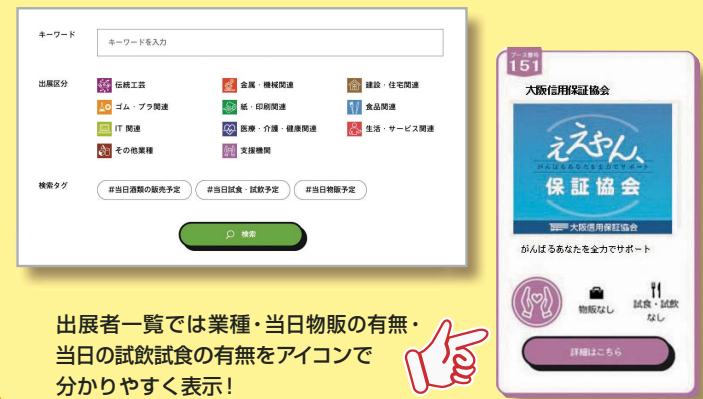 キーワード
キーワードを入力
出展区分
伝統工芸
金属・機械関連
建設・住宅関連
ゴム・プラ関連
紙・印刷関連
食品関連
IT 関連
医療・介護・健康関連
生活・サービス関連
その他業種
支援機関
検索タグ
#当日酒類の販売予定
#当日試食・試飲予定
#当日物販予定
検索
ブース番号
151
大阪信用保証協会
ええやん、
がんばるあなたを全力でサポート
保証協会
大阪信用保証協会
がんばるあなたを全力でサポート
物販なし
試食・試飲
なし
詳細はこちら
出展者一覧では業種・当日物販の有無・
当日の試飲試食の有無をアイコンで
分かりやすく表示!